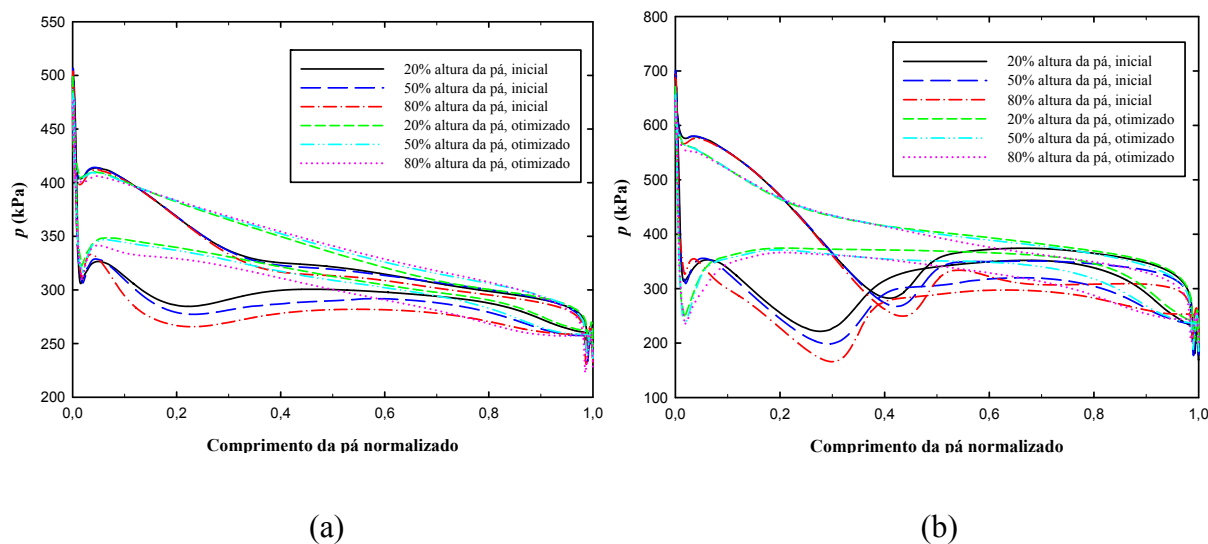 550
500
450
400
350
300
250
200
p (kPa)
0,0 0,2 0,4 0,6 0,8 1,0
Comprimento da pá normalizado
20% altura da pá, inicial
50% altura da pá, inicial
80% altura da pá, inicial
20% altura da pá, otimizado
50% altura da pá, otimizado
80% altura da pá, otimizado
(a)
800
700
600
500
400
300
200
100
p (kPa)
0,0 0,2 0,4 0,6 0,8 1,0
Comprimento da pá normalizado
20% altura da pá, inicial
50% altura da pá, inicial
80% altura da pá, inicial
20% altura da pá, otimizado
50% altura da pá, otimizado
80% altura da pá, otimizado
(b)